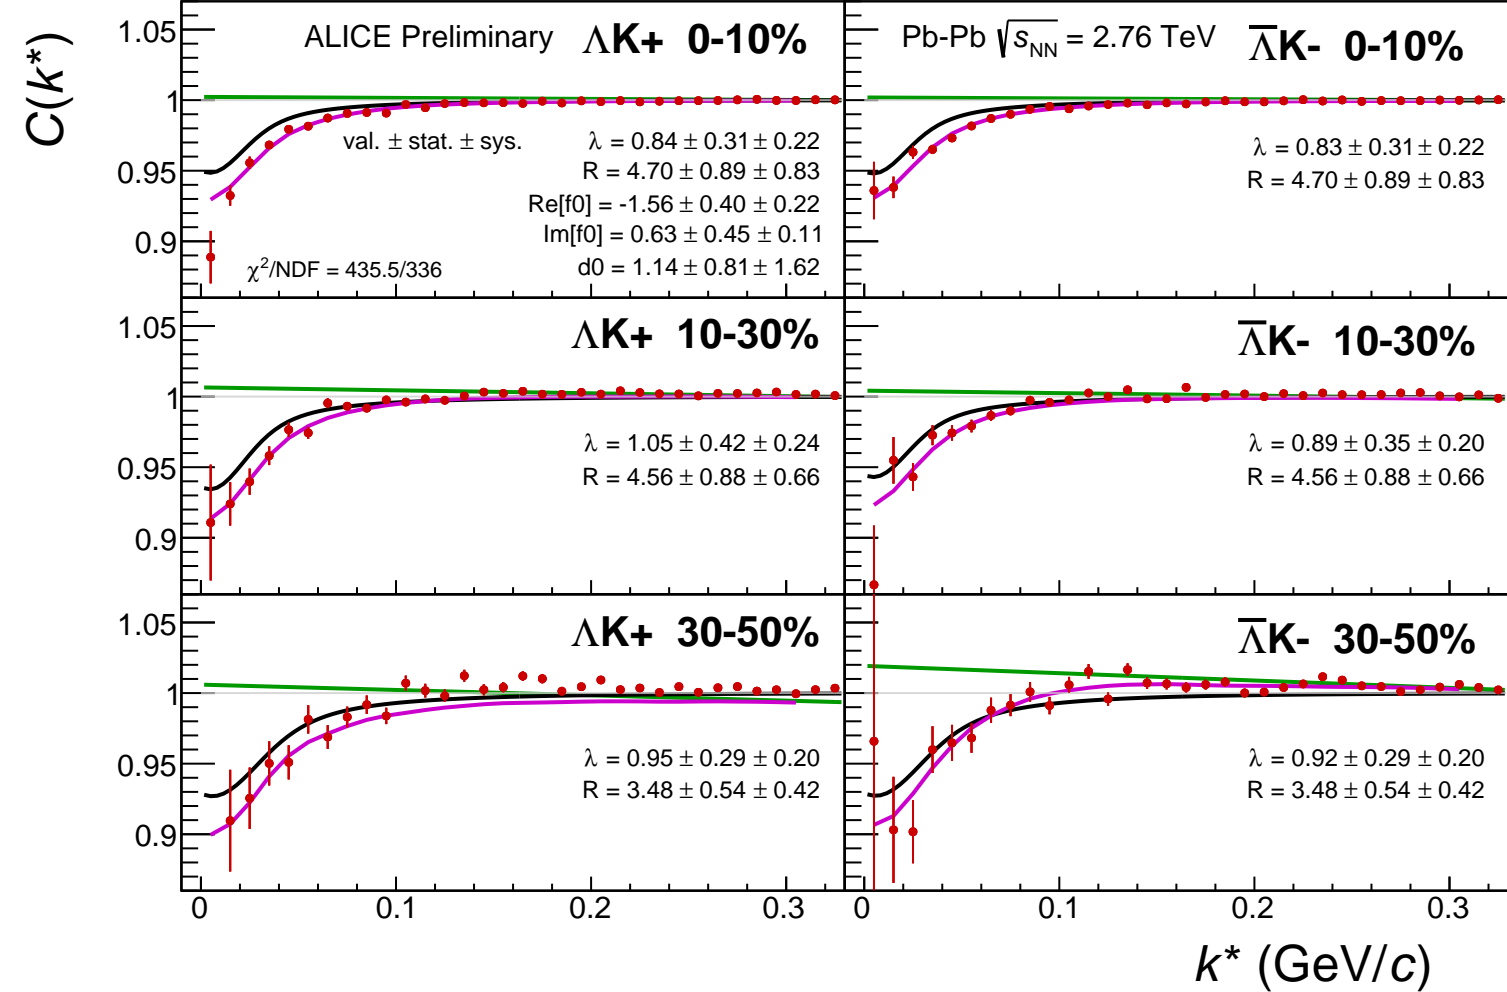 C(k*)
ALICE Preliminary ΛK+ 0-10%
1.05
1
0.95
0.9
val. ± stat. ± sys.
λ = 0.84 ± 0.31 ± 0.22
R = 4.70 ± 0.89 ± 0.83
Re[f0] = -1.56 ± 0.40 ± 0.22
Im[f0] = 0.63 ± 0.45 ± 0.11
d0 = 1.14 ± 0.81 ± 1.62
χ²/NDF = 435.5/336
Pb-Pb √sNN = 2.76 TeV Λ̅K- 0-10%
λ = 0.83 ± 0.31 ± 0.22
R = 4.70 ± 0.89 ± 0.83
ΛK+ 10-30%
1.05
1
0.95
0.9
λ = 1.05 ± 0.42 ± 0.24
R = 4.56 ± 0.88 ± 0.66
Λ̅K- 10-30%
λ = 0.89 ± 0.35 ± 0.20
R = 4.56 ± 0.88 ± 0.66
ΛK+ 30-50%
1.05
1
0.95
0.9
λ = 0.95 ± 0.29 ± 0.20
R = 3.48 ± 0.54 ± 0.42
Λ̅K- 30-50%
λ = 0.92 ± 0.29 ± 0.20
R = 3.48 ± 0.54 ± 0.42
0 0.1 0.2 0.3
0 0.1 0.2 0.3
k* (GeV/c)